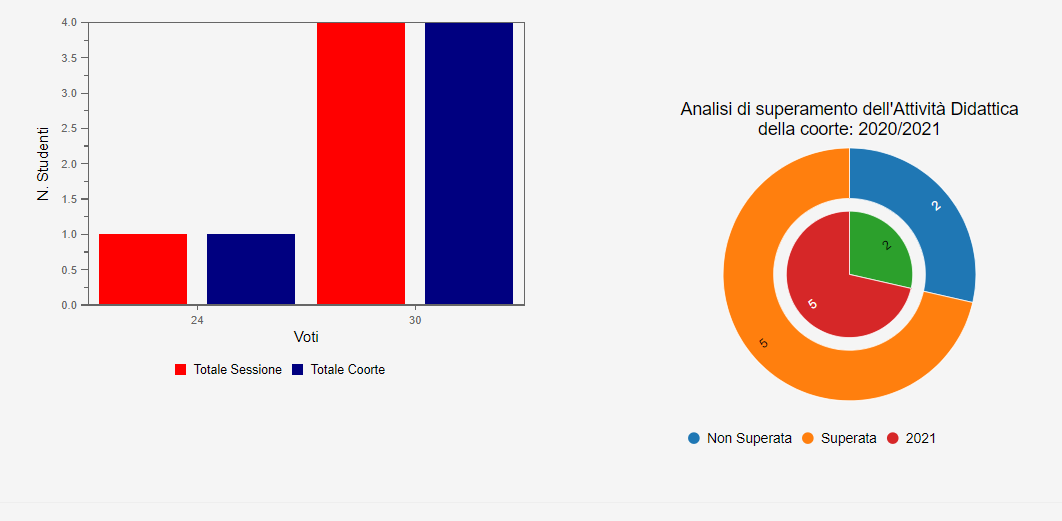 4.0
3.5
3.0
2.5
2.0
1.5
1.0
0.5
0.0
N. Studenti
24 30
Voti
Totale Sessione Totale Coorte
Analisi di superamento dell'Attività Didattica
della coorte: 2020/2021
2
2
5
5
Non Superata Superata 2021